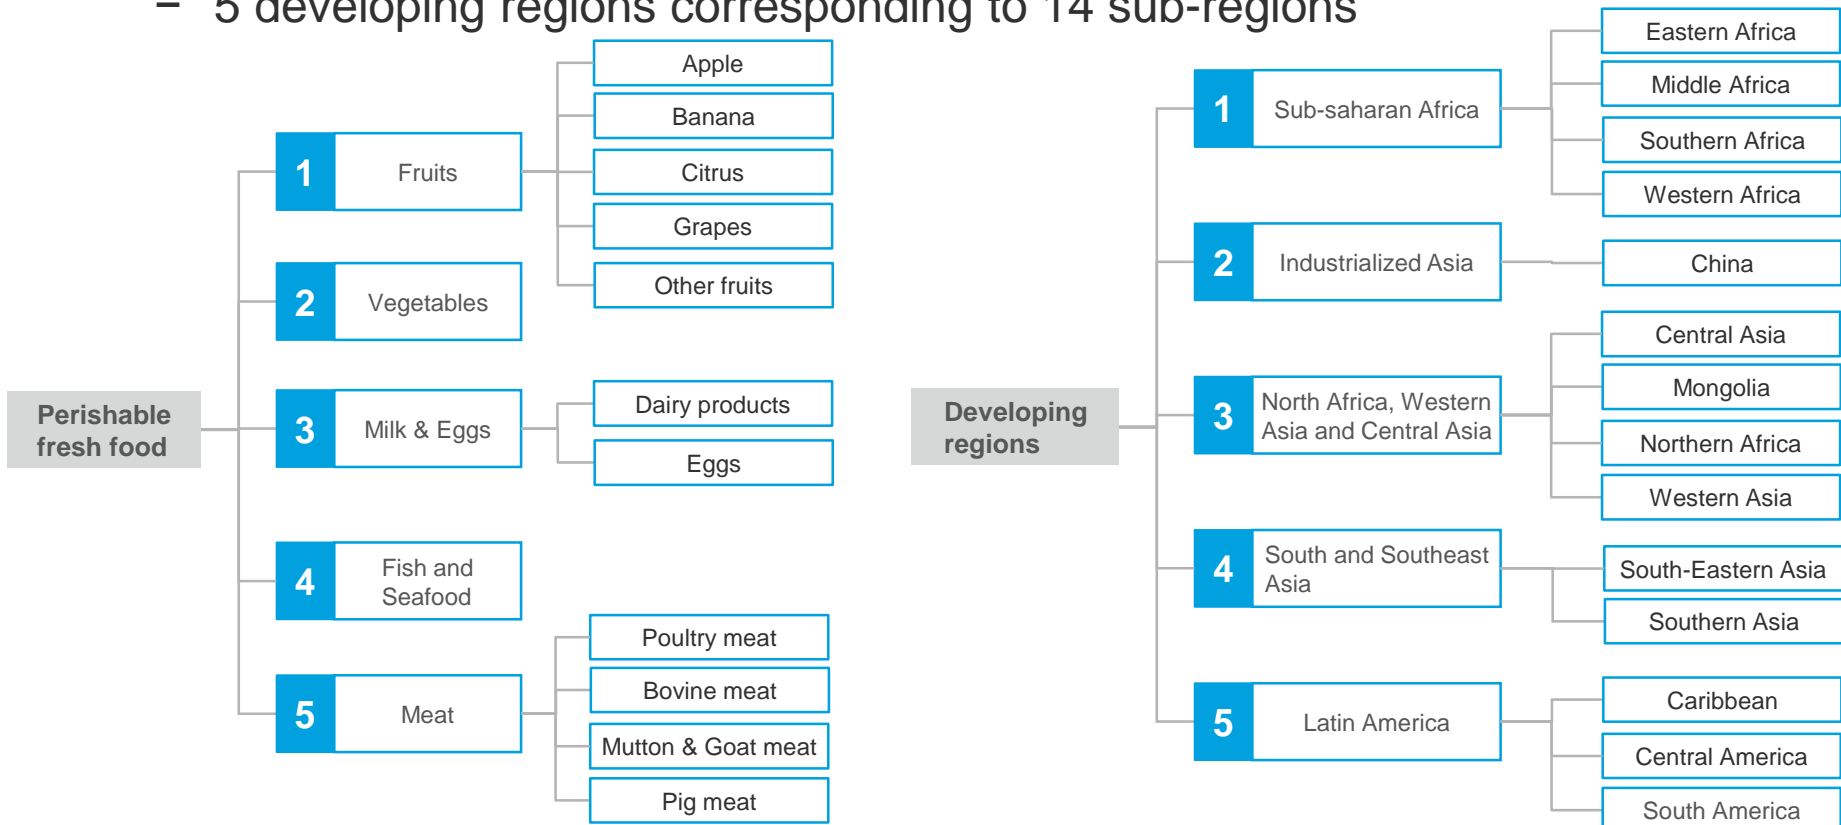 – 5 developing regions corresponding to 14 sub-regions
Perishable
fresh food
1
Fruits
Apple
Banana
Citrus
Grapes
Other fruits
2
Vegetables
3
Milk & Eggs
Dairy products
Eggs
4
Fish and
Seafood
5
Meat
Poultry meat
Bovine meat
Mutton & Goat meat
Pig meat
Developing
regions
1
Sub-saharan Africa
Eastern Africa
Middle Africa
Southern Africa
Western Africa
2
Industrialized Asia
China
3
North Africa, Western
Asia and Central Asia
Central Asia
Mongolia
Northern Africa
Western Asia
4
South and Southeast
Asia
South-Eastern Asia
Southern Asia
5
Latin America
Caribbean
Central America
South America